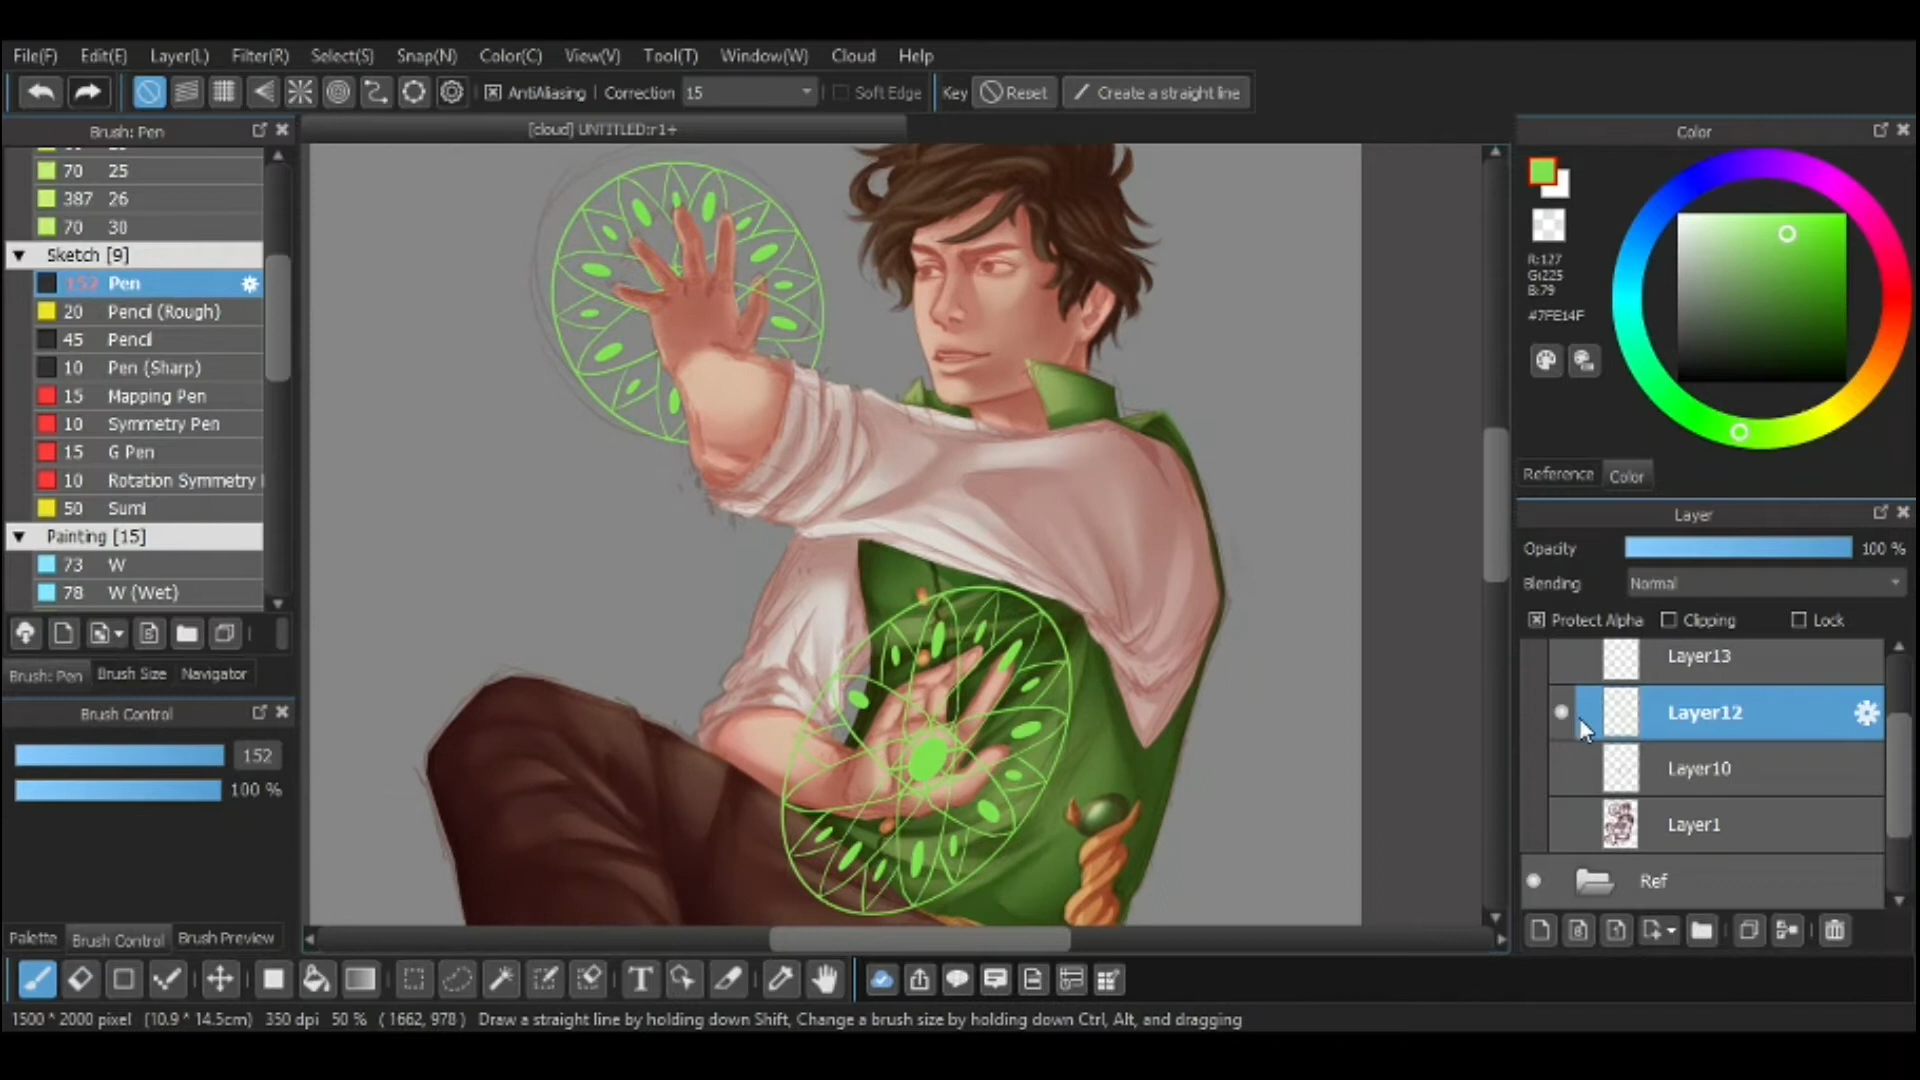 File(F) Edit(E) Layer(L) Filter(R) Select(S) Snap(N) Color(C) View(V) Tool(T) Window(W) Cloud Help
AntiAliasing Correction 15 Soft Edge Key Reset Create a straight line
Brush: Pen
[cloud] UNTITLED:r1+
70 25
387 26
70 30
Sketch [9]
152 Pen
20 Pencil (Rough)
45 Pencil
10 Pen (Sharp)
15 Mapping Pen
10 Symmetry Pen
15 G Pen
10 Rotation Symmetry
50 Sumi
Painting [15]
73 W
78 W (Wet)
Brush: Pen Brush Size Navigator
Brush Control
152
100 %
Palette Brush Control Brush Preview
Color
R:127
G:225
B:79
#7FE14F
Reference Color
Layer
Opacity 100 %
Blending Normal
Protect Alpha Clipping Lock
Layer13
Layer12
Layer10
Layer1
Ref
T
1500 * 2000 pixel (10.9 * 14.5cm) 350 dpi 50 % ( 1662, 978 ) Draw a straight line by holding down Shift, Change a brush size by holding down Ctrl, Alt, and dragging